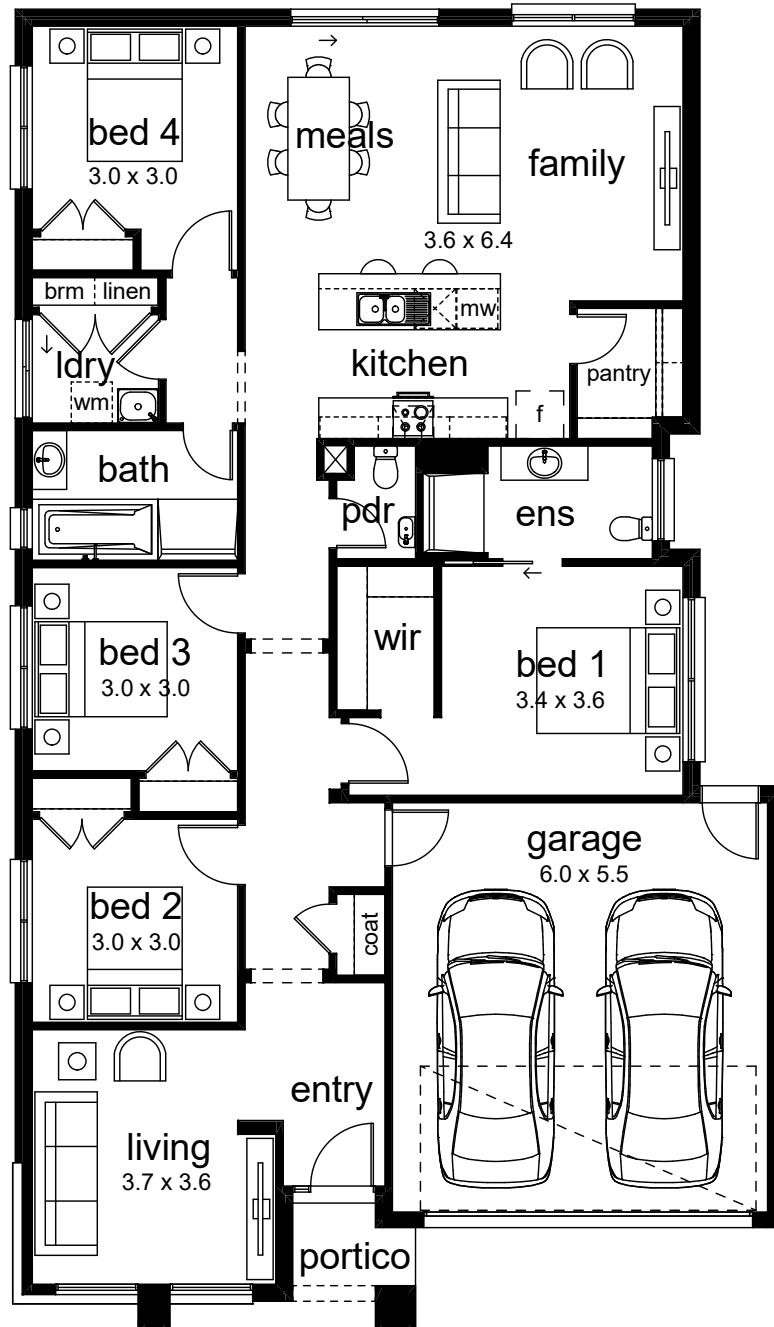 bed 4
3.0 x 3.0
meals
family
3.6 x 6.4
brm linen
mw
ldry
kitchen
pantry
wm
f
bath
pdr
ens
wir
bed 3
3.0 x 3.0
bed 1
3.4 x 3.6
garage
6.0 x 5.5
bed 2
3.0 x 3.0
coat
entry
living
3.7 x 3.6
portico